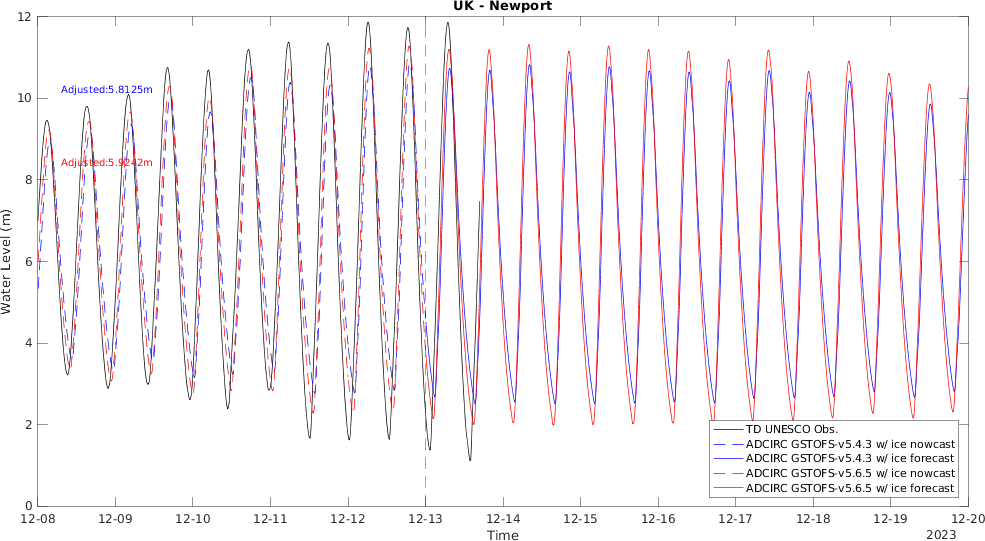 UK - Newport
Water Level (m)
12
10
8
6
4
2
0
Adjusted:5.8125m
Adjusted:5.9242m
TD UNESCO Obs.
ADCIRC GSTOFS-v5.4.3 w/ ice nowcast
ADCIRC GSTOFS-v5.4.3 w/ ice forecast
ADCIRC GSTOFS-v5.6.5 w/ ice nowcast
ADCIRC GSTOFS-v5.6.5 w/ ice forecast
12-08 12-09 12-10 12-11 12-12 12-13 12-14 12-15 12-16 12-17 12-18 12-19 12-20
Time
2023